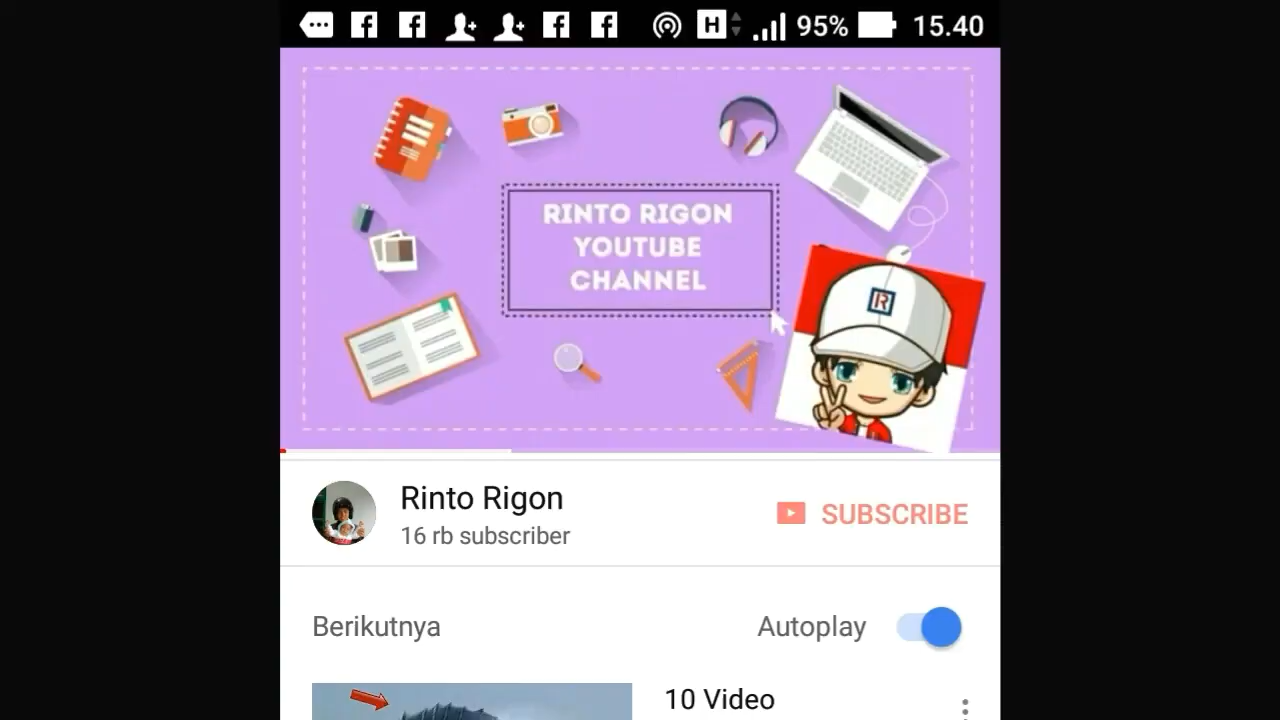 H 95% 15.40
RINTO RIGON
YOUTUBE
CHANNEL
R
Rinto Rigon
16 rb subscriber
SUBSCRIBE
Berikutnya
Autoplay
10 Video